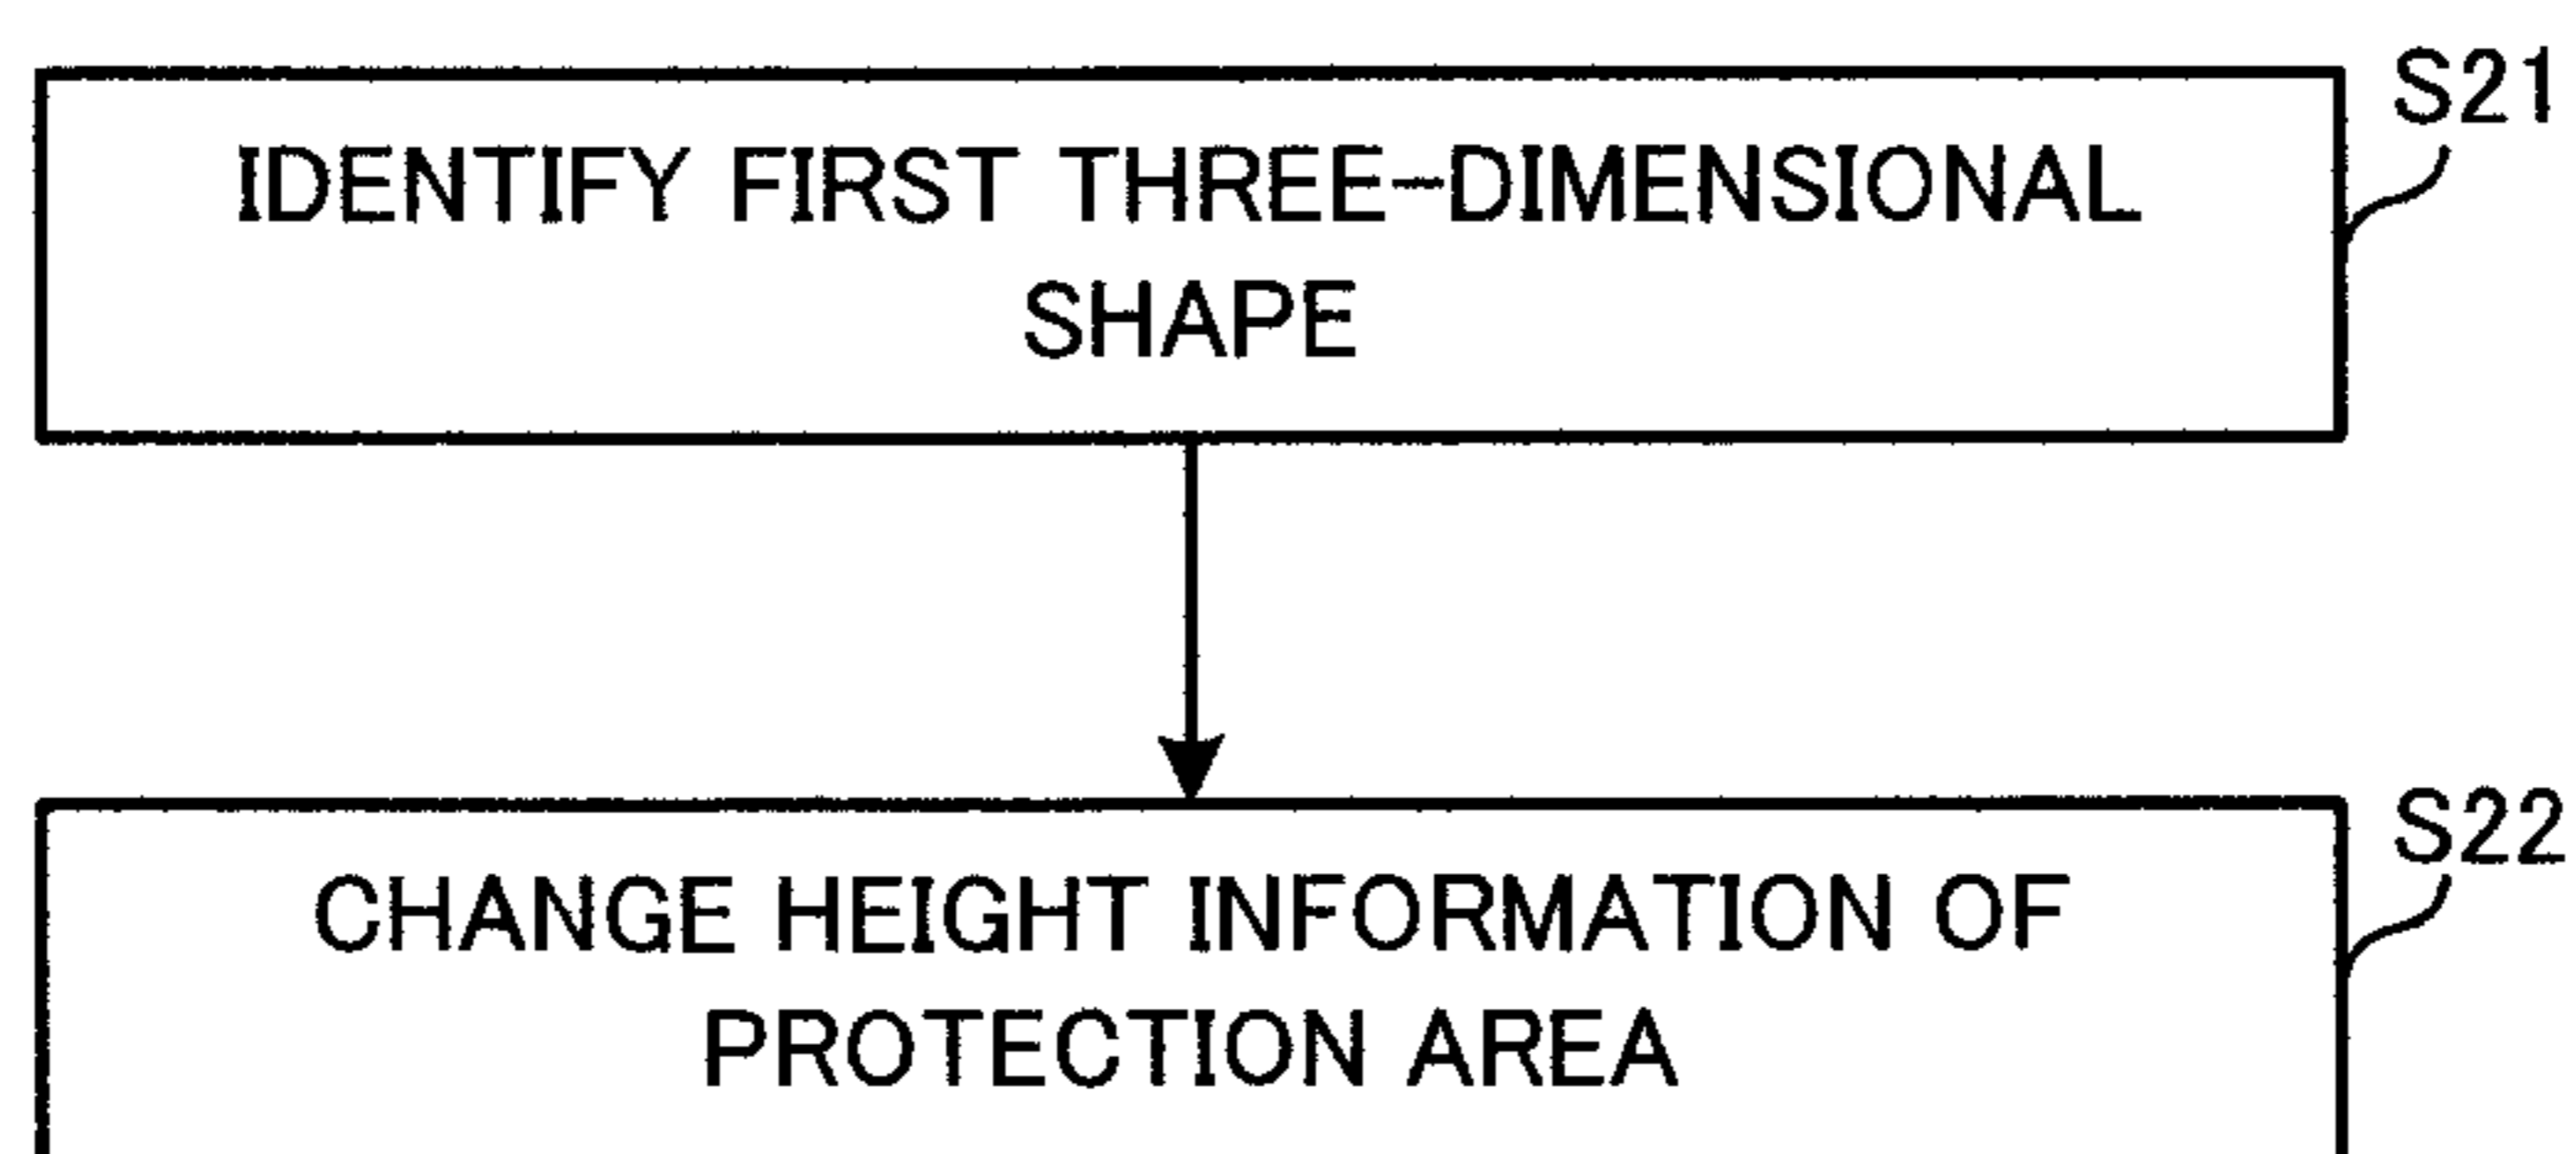 S21
IDENTIFY FIRST THREE-DIMENSIONAL
SHAPE
S22
CHANGE HEIGHT INFORMATION OF
PROTECTION AREA